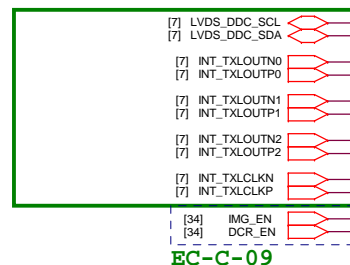 [7] LVDS_DDC_SCL
[7] LVDS_DDC_SDA
[7] INT_TXLOUTN0
[7] INT_TXLOUTP0
[7] INT_TXLOUTN1
[7] INT_TXLOUTP1
[7] INT_TXLOUTN2
[7] INT_TXLOUTP2
[7] INT_TXLCLKN
[7] INT_TXLCLKP
[34] IMG_EN
[34] DCR_EN
EC-C-09